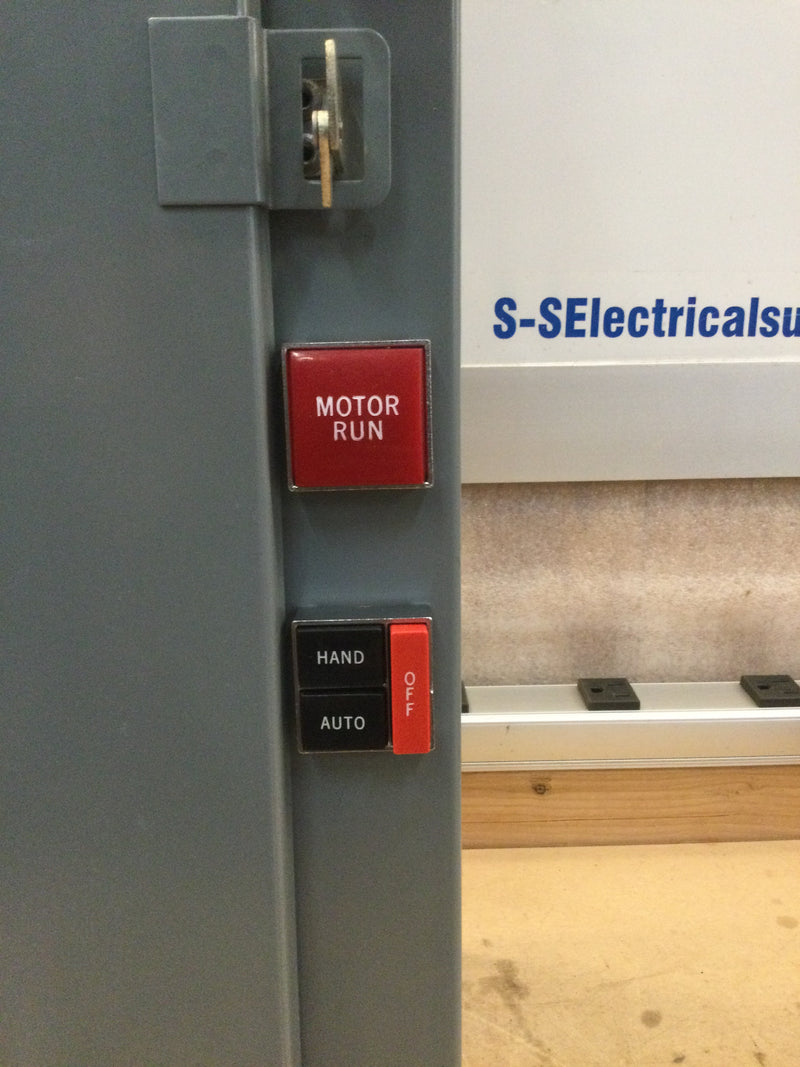 S-SElectricalsu
MOTOR
RUN
HAND
AUTO
OFF